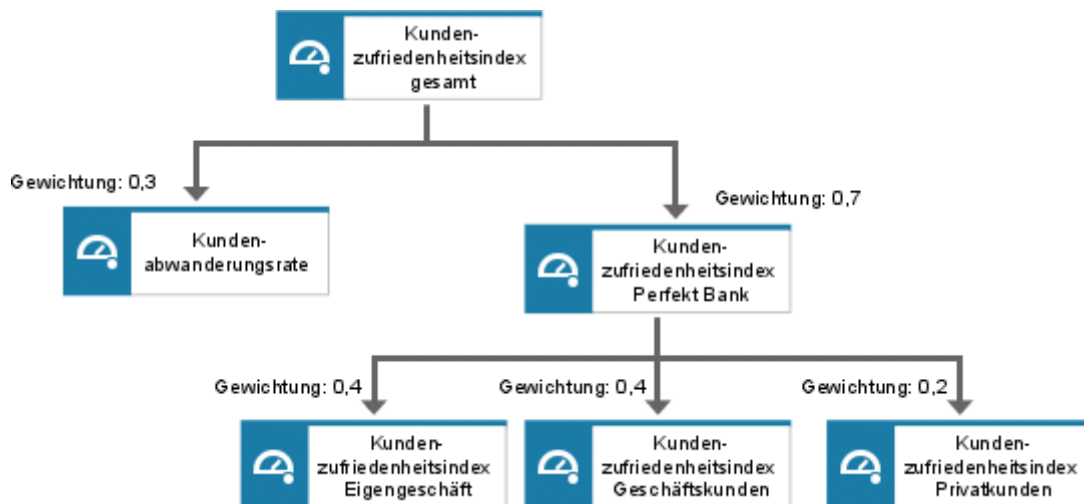 Kunden-
zufriedenheitsindex
gesamt
Gewichtung: 0,3
Gewichtung: 0,7
Kunden-
abwanderungsrate
Kunden-
zufriedenheitsindex
Perfekt Bank
Gewichtung: 0,4
Gewichtung: 0,4
Gewichtung: 0,2
Kunden-
zufriedenheitsindex
Eigengeschäft
Kunden-
zufriedenheitsindex
Geschäftskunden
Kunden-
zufriedenheitsindex
Privatkunden